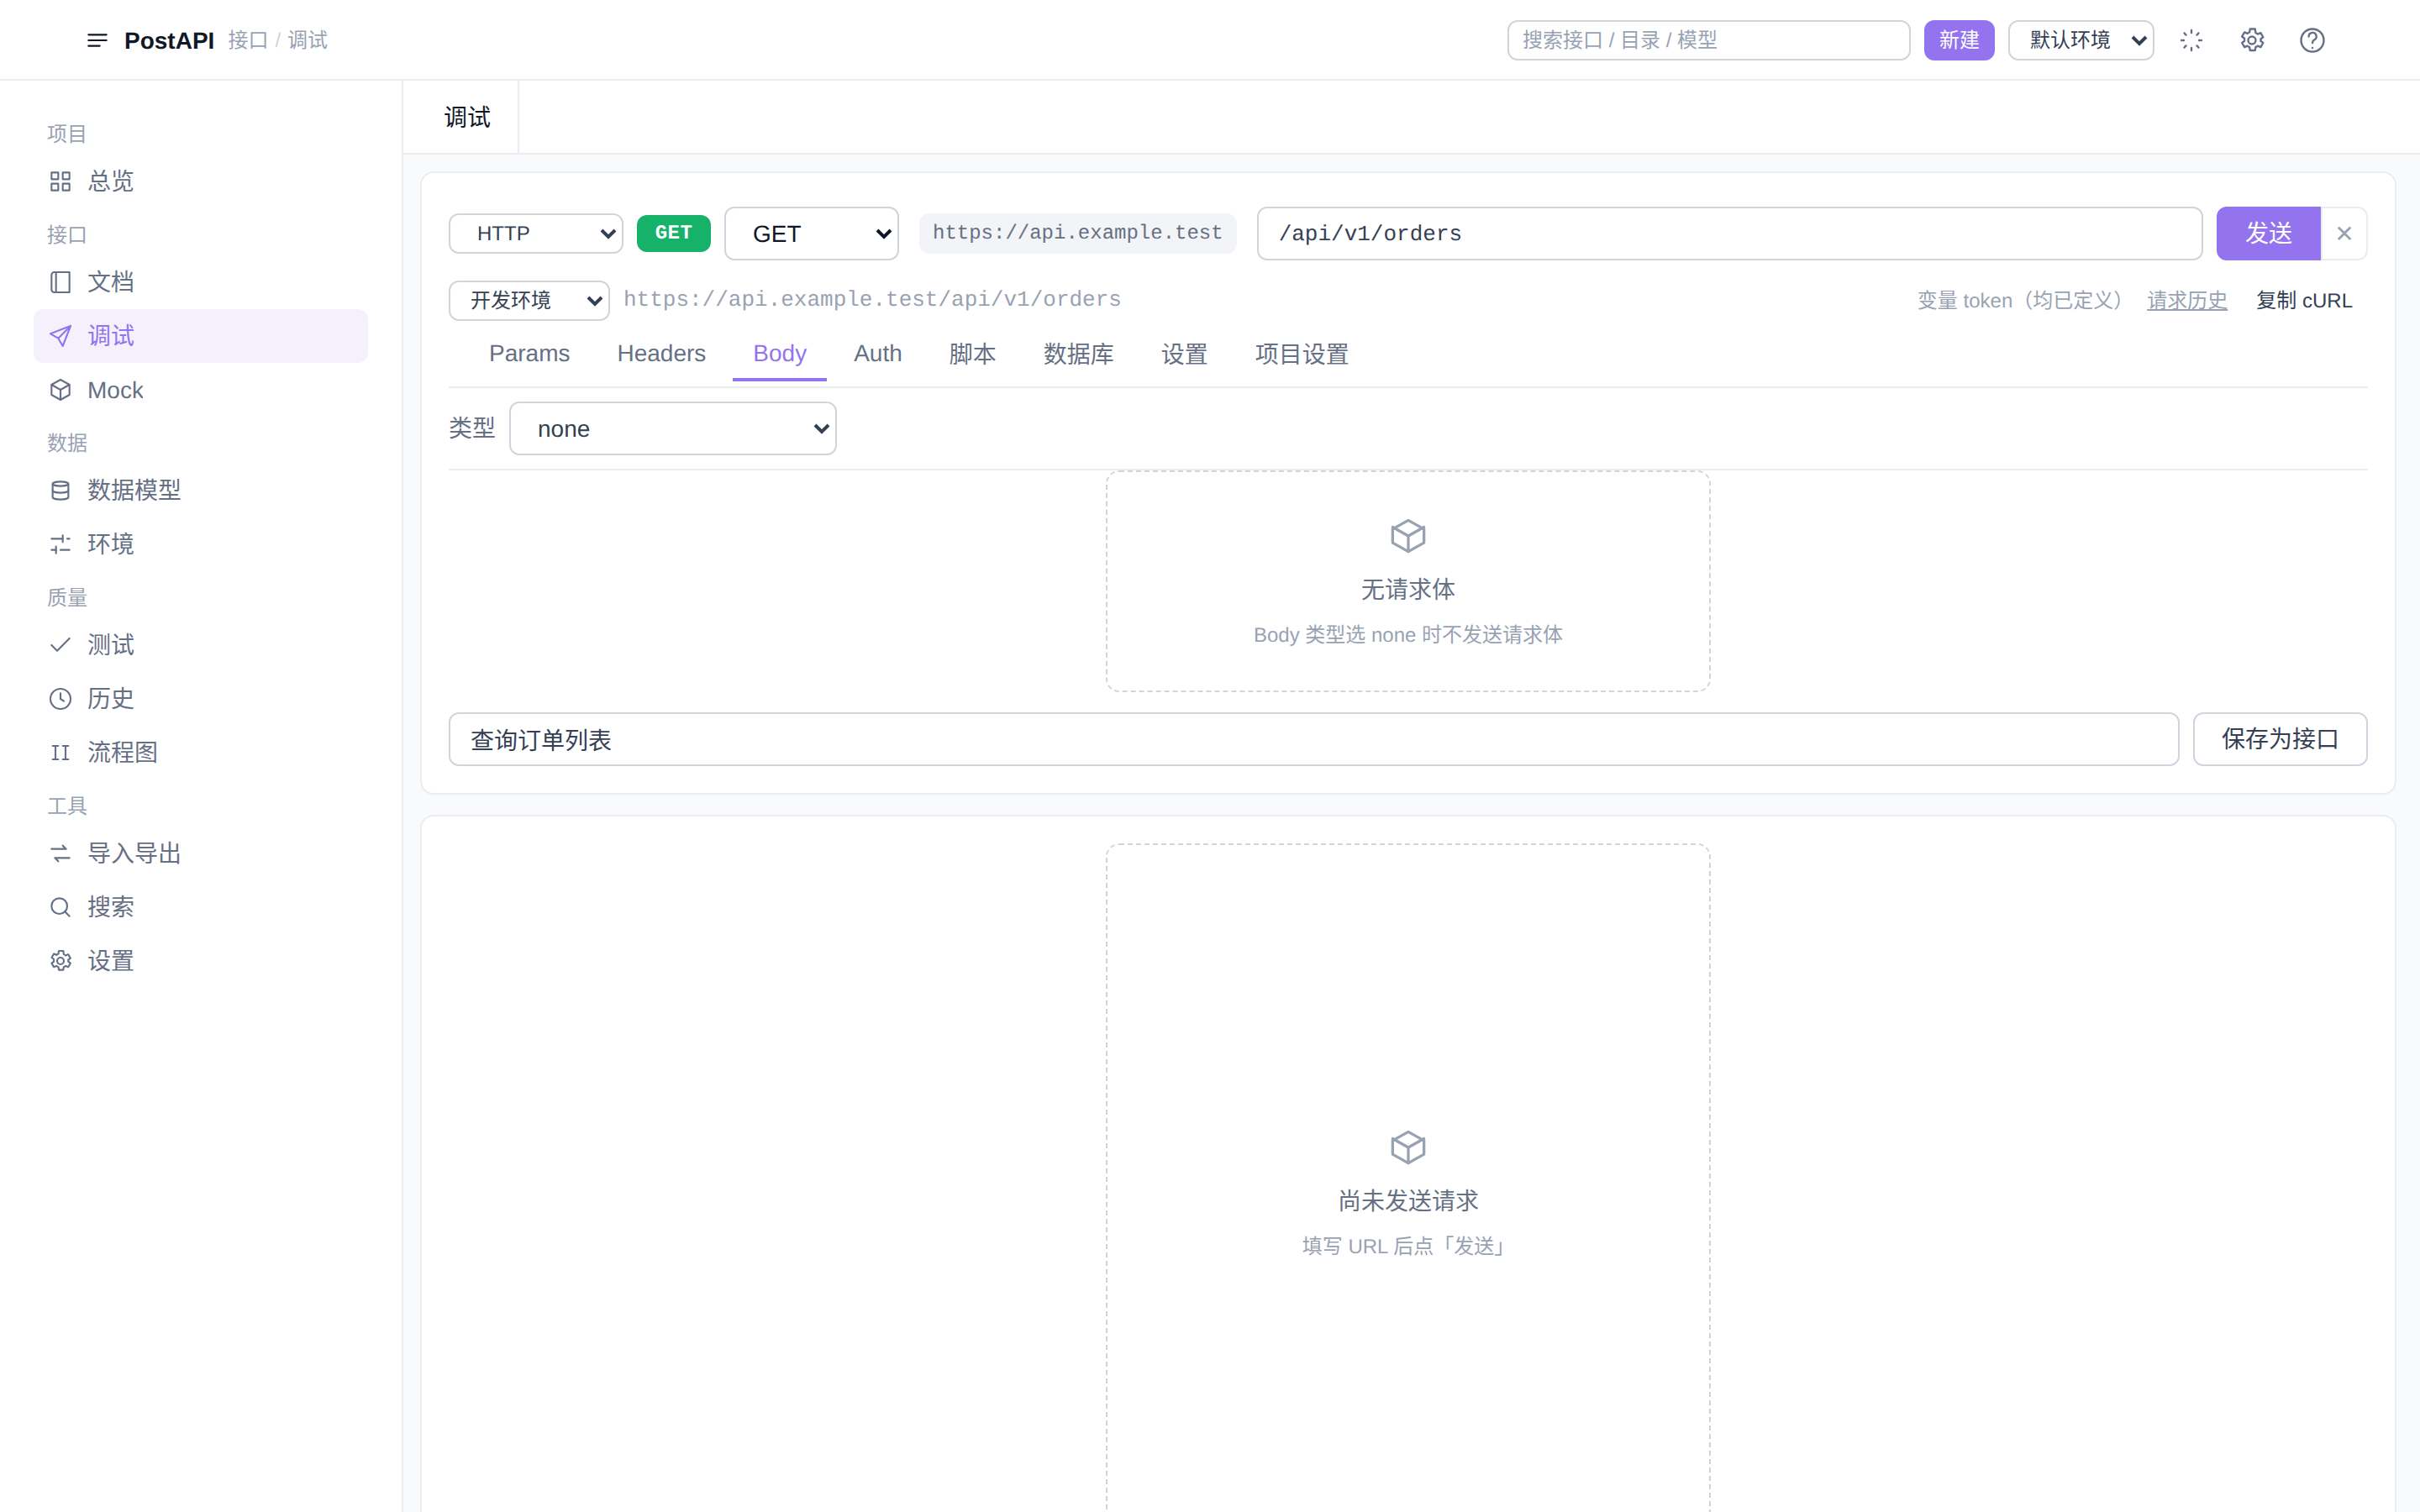 PostAPI 接口 / 调试
搜索接口 / 目录 / 模型
新建
默认环境
项目
总览
接口
文档
调试
Mock
数据
数据模型
环境
质量
测试
历史
流程图
工具
导入导出
搜索
设置
调试
HTTP
GET
GET
https://api.example.test
/api/v1/orders
发送
开发环境
https://api.example.test/api/v1/orders
变量 token（均已定义）
请求历史
复制 cURL
Params
Headers
Body
Auth
脚本
数据库
设置
项目设置
类型
none
无请求体
Body 类型选 none 时不发送请求体
查询订单列表
保存为接口
尚未发送请求
填写 URL 后点「发送」